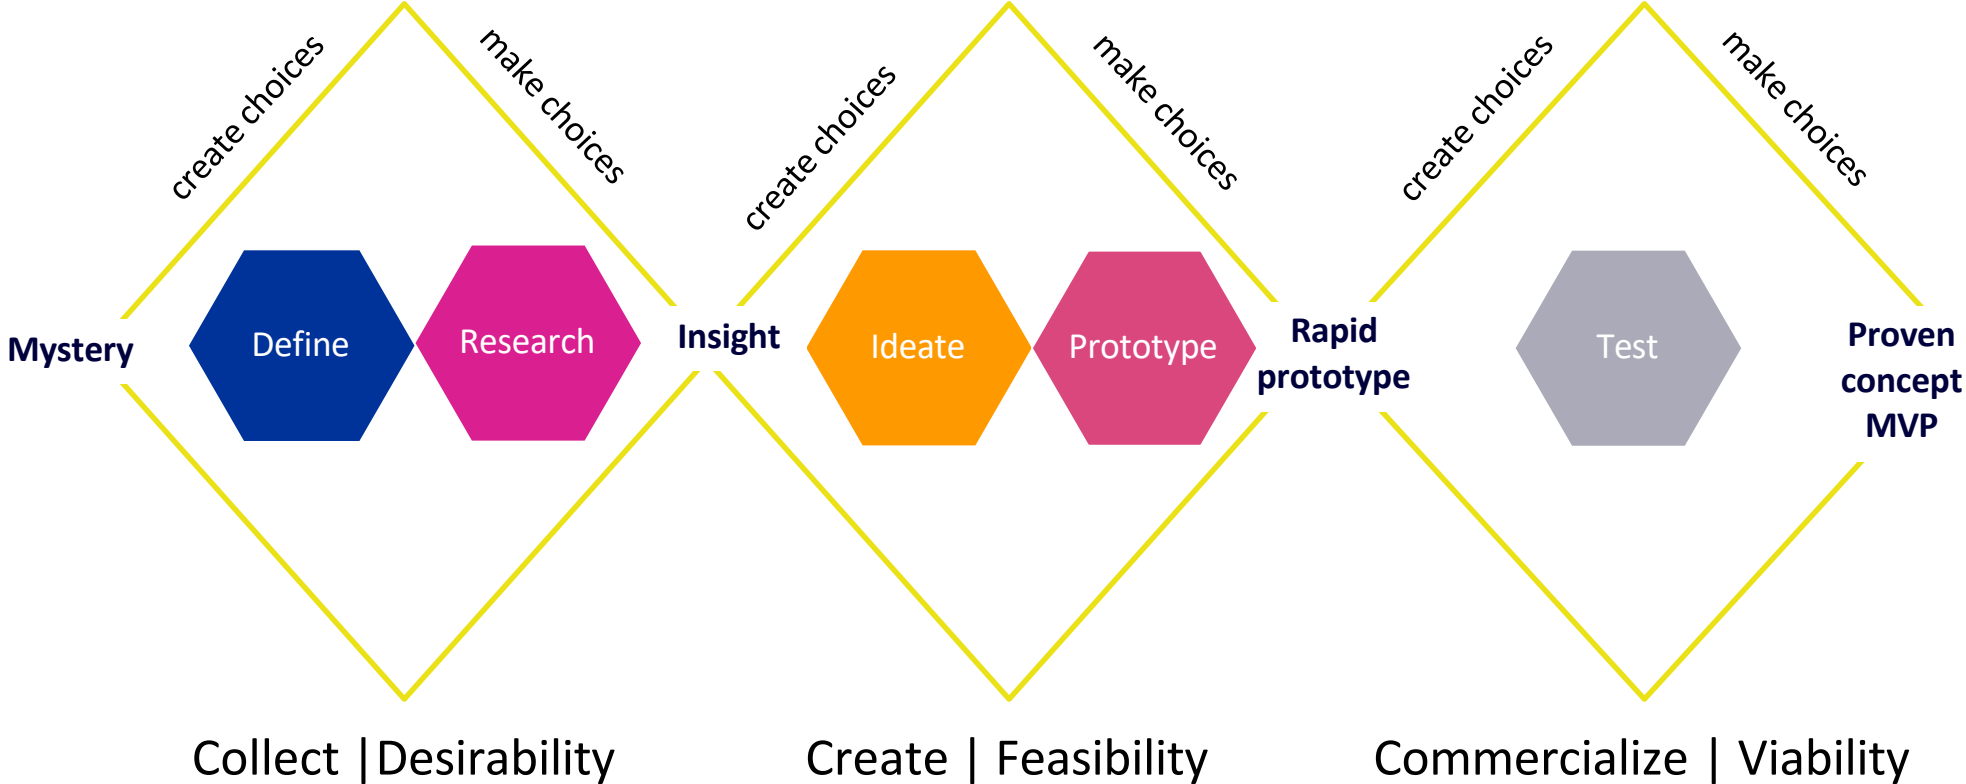 create choices
make choices
create choices
make choices
create choices
make choices
Mystery
Define
Research
Insight
Ideate
Prototype
Rapid
prototype
Test
Proven
concept
MVP
Collect |Desirability
Create | Feasibility
Commercialize | Viability